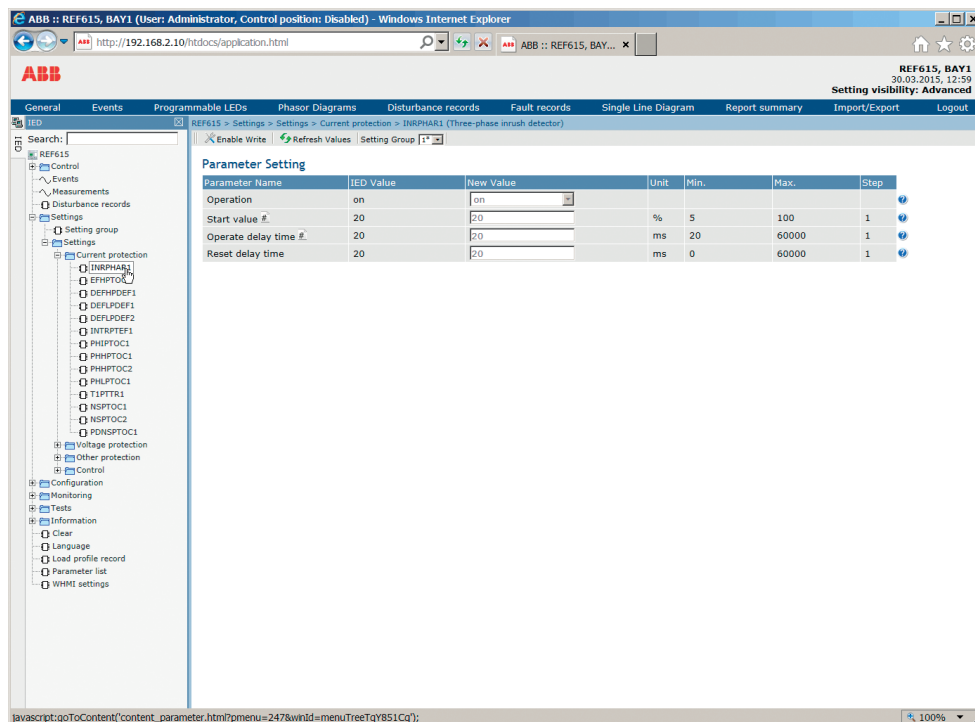 ABB :: REF615, BAY1 (User: Administrator, Control position: Disabled) - Windows Internet Explorer
http://192.168.2.10/htdocs/application.html
ABB :: REF615, BAY...
ABB
REF615, BAY1
30.03.2015, 12:59
Setting visibility: Advanced
General Events Programmable LEDs Phasor Diagrams Disturbance records Fault records Single Line Diagram Report summary Import/Export Logout
IED
IED
REF615 > Settings > Settings > Current protection > INRPHAR1 (Three-phase inrush detector)
Search:
Enable Write Refresh Values Setting Group 1*
REF615
Control
Events
Measurements
Disturbance records
Settings
Setting group
Settings
Current protection
INRPHAR1
DEFHPDEF1
DEFLPDEF1
DEFLPDEF2
INTRPTEF1
PHIPTOC1
PHHPTOC1
PHHPTOC2
PHLPTOC1
T1PTTR1
NSPTOC1
NSPTOC2
PDNSPTOC1
Voltage protection
Other protection
Control
Configuration
Monitoring
Tests
Information
Clear
Language
Load profile record
Parameter list
WHMI settings
Parameter Setting
Parameter Name IED Value New Value Unit Min. Max. Step
Operation on on
Start value # 20 20 % 5 100 1
Operate delay time # 20 20 ms 20 60000 1
Reset delay time 20 20 ms 0 60000 1
javascript:goToContent('content_parameter.html?pmenu=247&winId=menuTreeTqY851Cq');
100%